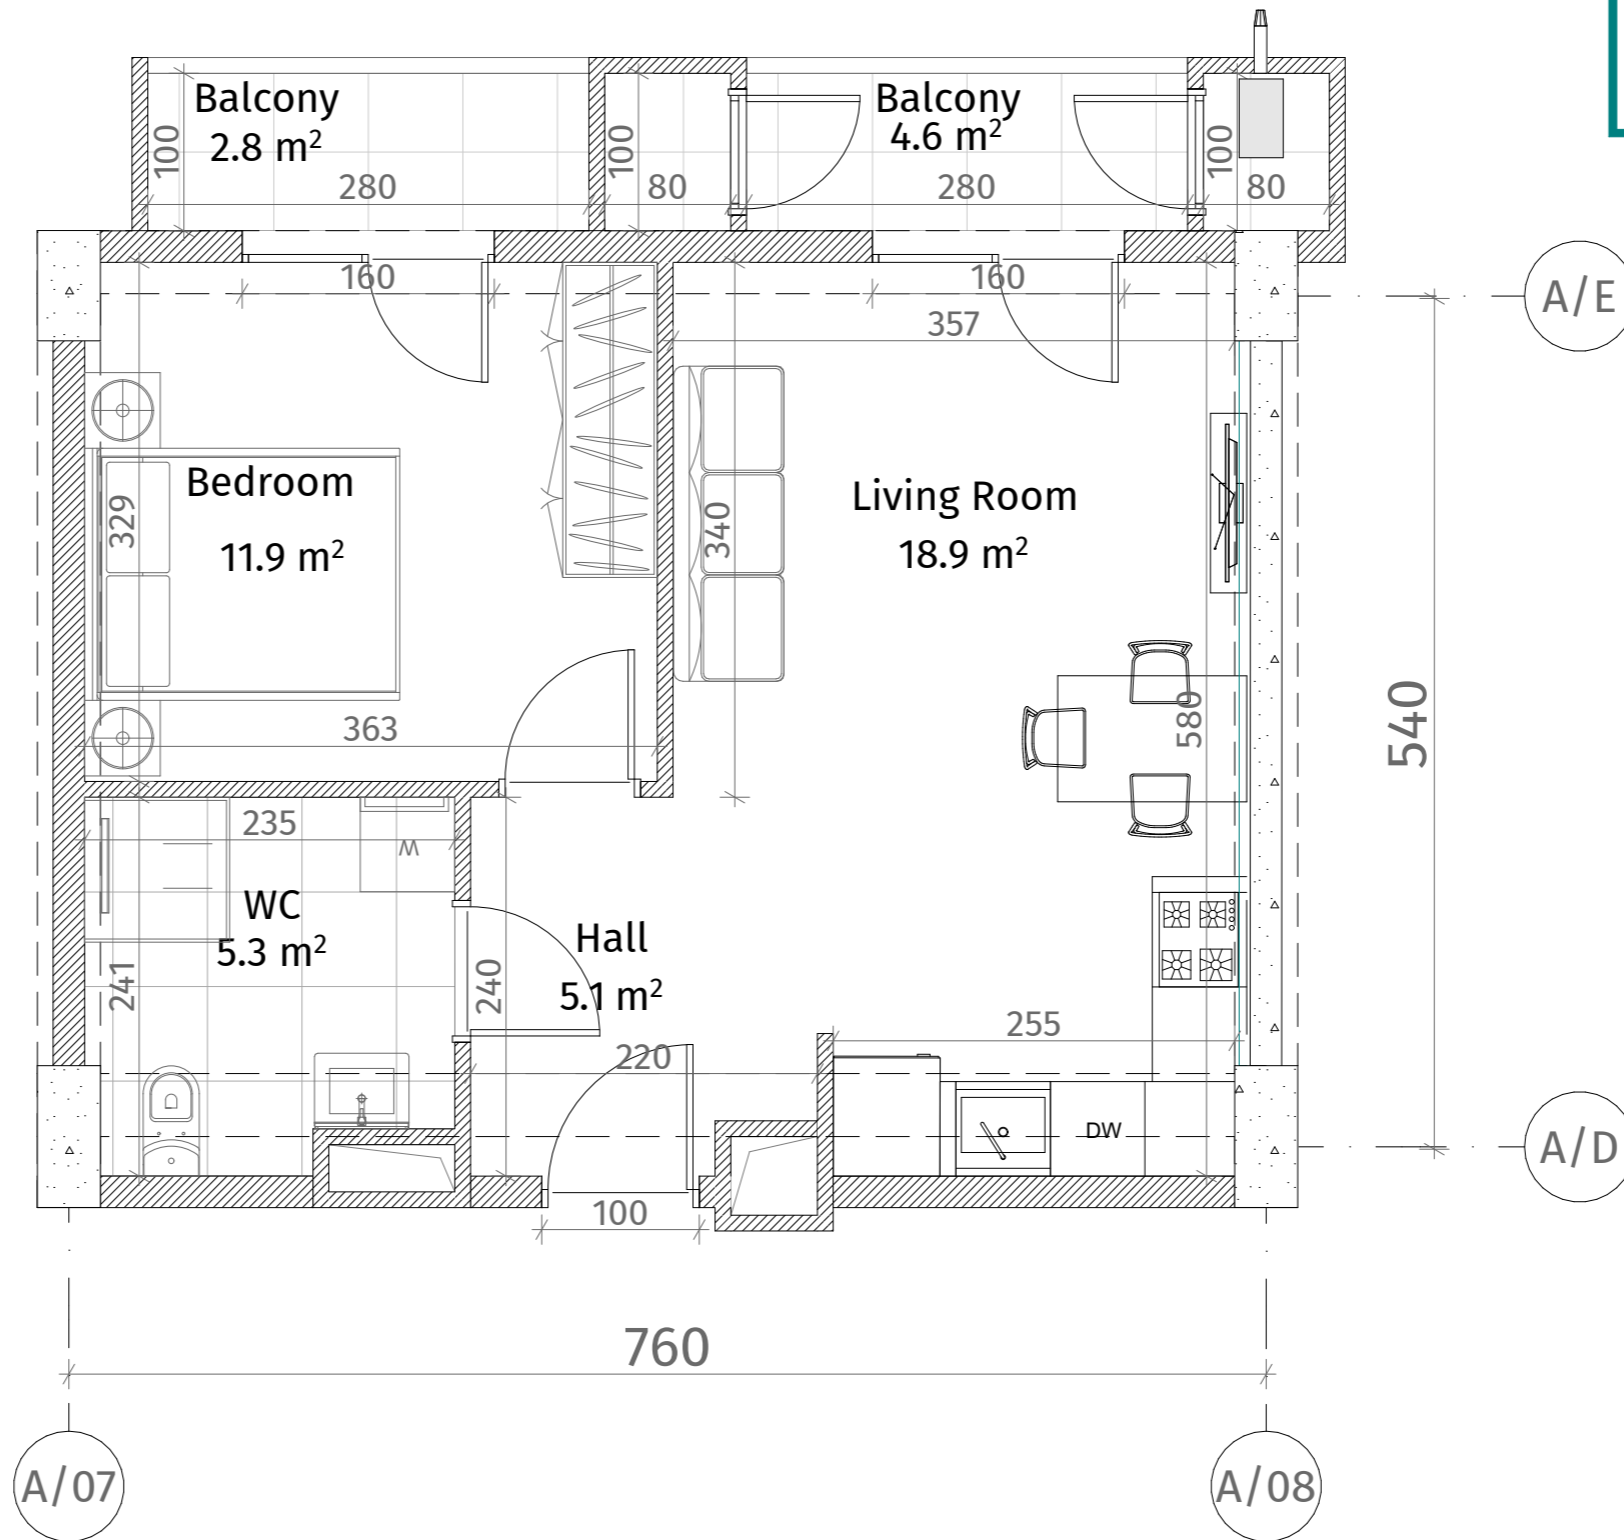 Balcony
2.8 m²
100
280
100
80
Balcony
4.6 m²
280
100
80
160
160
357
A/E
Bedroom
11.9 m²
329
340
Living Room
18.9 m²
363
580
540
235
W
WC
5.3 m²
241
240
Hall
5.1 m²
220
255
DW
100
A/D
760
A/07
A/08